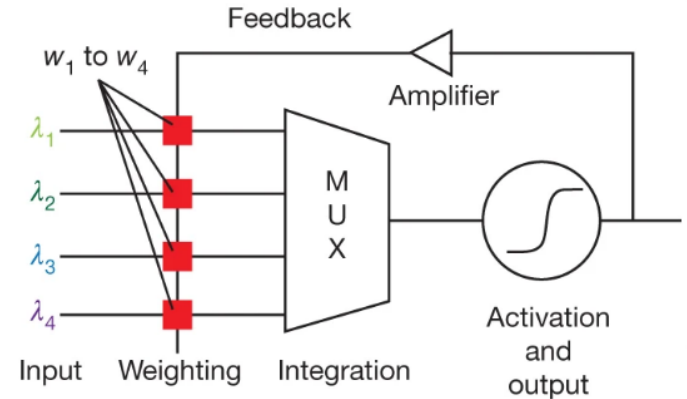 Feedback
w₁ to w₄
Amplifier
λ₁
λ₂
λ₃
λ₄
M
U
X
Input
Weighting
Integration
Activation
and
output